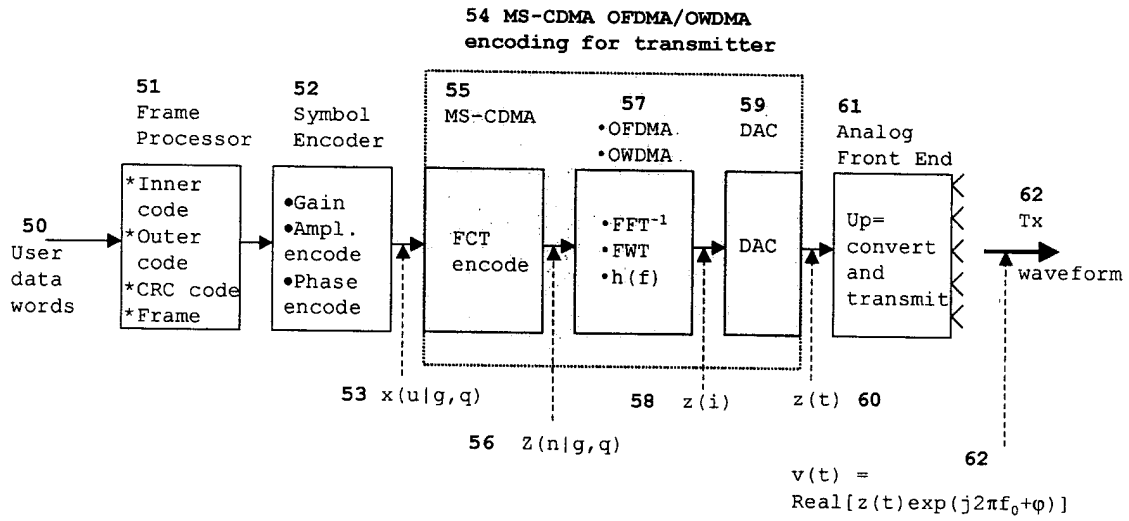 54 MS-CDMA OFDMA/OWDMA
encoding for transmitter
51
Frame
Processor
52
Symbol
Encoder
55
MS-CDMA
57
•OFDMA
•OWDMA
59
DAC
61
Analog
Front End
50
User
data
words
*Inner
code
*Outer
code
*CRC code
*Frame
•Gain
•Ampl.
encode
•Phase
encode
FCT
encode
•FFT⁻¹
•FWT
•h(f)
DAC
Up=
convert
and
transmit
62
Tx
waveform
53 x(u|g,q)
56 Z(n|g,q)
58 z(i)
z(t) 60
62
v(t) =
Real[z(t)exp(j2πf₀+φ)]